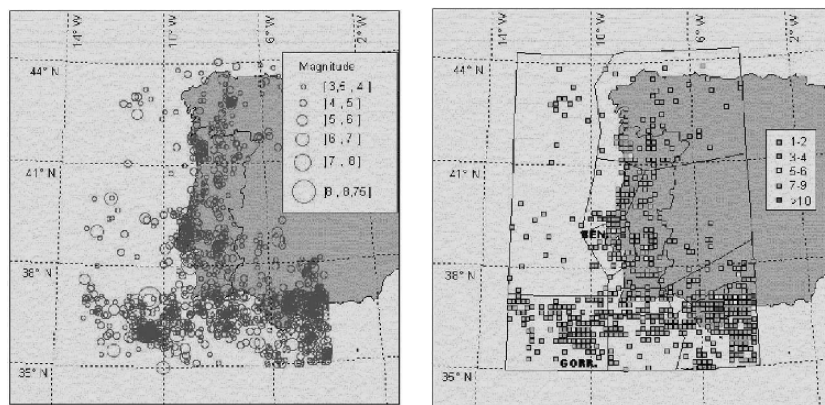 14° W
10° W
6° W
2° W
44° N
41° N
38° N
35° N
Magnitude
[3,5 , 4]
]4 , 5]
]5 , 6]
]6 , 7]
]7 , 8]
]8 , 8,75]
14° W
10° W
6° W
2° W
44° N
41° N
38° N
35° N
1-2
3-4
5-6
7-9
>10
BEN.
GORR.